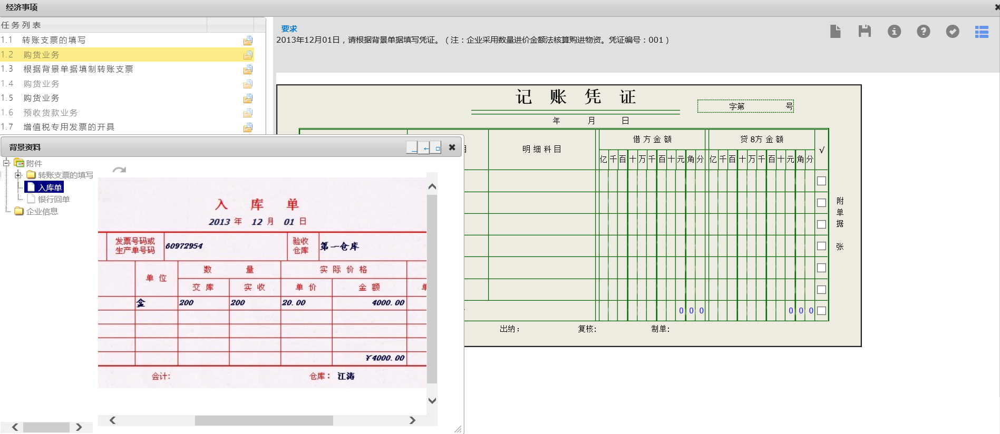 经济事项
任务列表
1.1 转账支票的填写
1.2 购货业务
1.3 根据背景单据填制转账支票
1.4 购货业务
1.5 购货业务
1.6 预收货款业务
1.7 增值税专用发票的开具
要求
2013年12月01日，请根据背景单据填写凭证。（注：企业采用数量进价金额法核算购进物资。凭证编号：001）
记 账 凭 证
字第 号
年 月 日
明细科目 借方金额 贷8方金额 √
亿千百十万千百十元角分 亿千百十万千百十元角分
附单据 张
0 0 0 0 0 0
出纳： 复核： 制单：
背景资料
附件
转账支票的填写
入库单
银行回单
企业信息
入 库 单
2013 年 12 月 01 日
发票号码或生产单号码 60972954 验收仓库 第一仓库
单位 数 量 实际价格
交库 实收 单价 金额
盒 200 200 20.00 4000.00
¥4000.00
会计： 仓库： 江涛